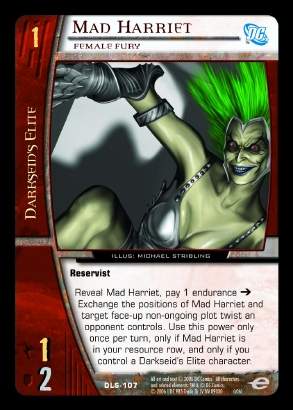 1
MAD HARRIET
FEMALE FURY
DC
DARKSEID'S ELITE
ILLUS: MICHAEL STRIBLING
Reservist
Reveal Mad Harriet, pay 1 endurance ➔
Exchange the positions of Mad Harriet and
target face-up non-ongoing plot twist an
opponent controls. Use this power only
once per turn, only if Mad Harriet is
in your resource row, and only if you
control a Darkseid's Elite character.
1
2
DLS-107